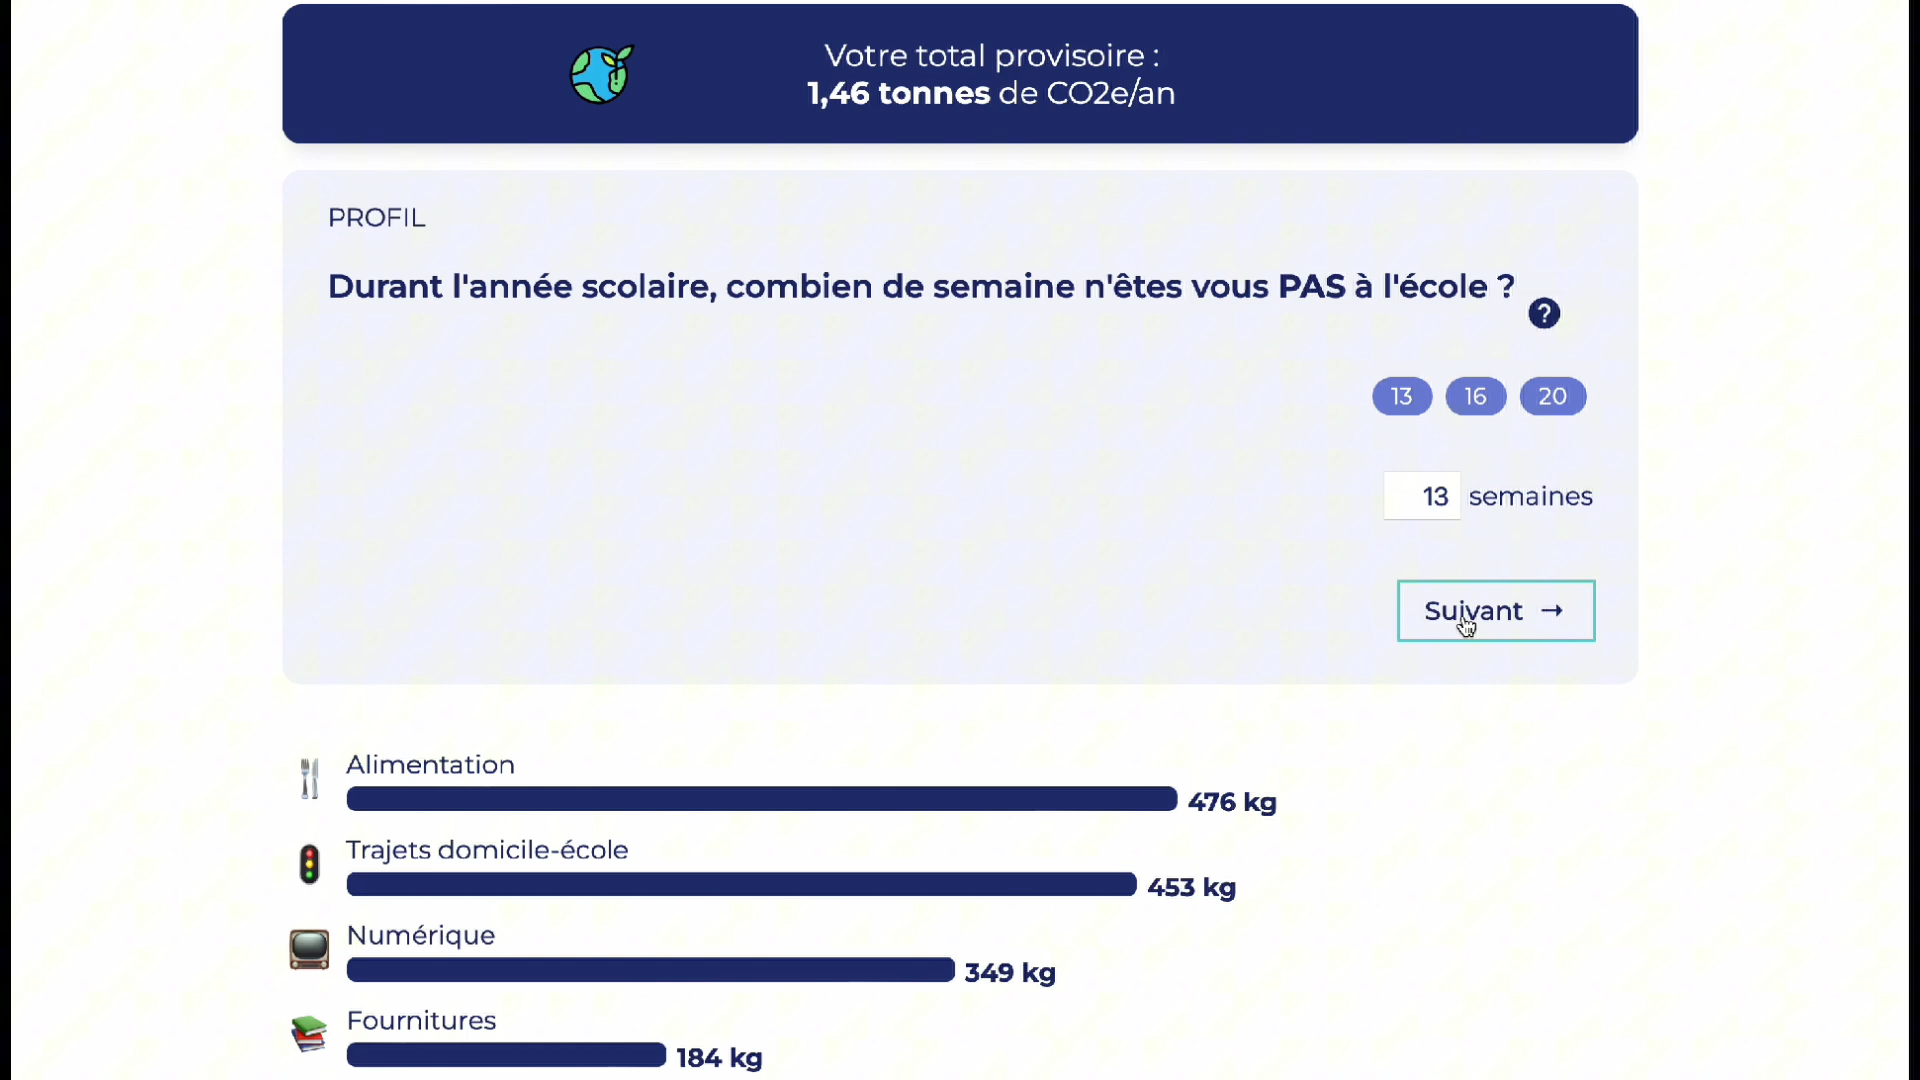 Votre total provisoire :
1,46 tonnes de CO2e/an
PROFIL
Durant l'année scolaire, combien de semaine n'êtes vous PAS à l'école ?
?
13 16 20
13 semaines
Suivant →
Alimentation
476 kg
Trajets domicile-école
453 kg
Numérique
349 kg
Fournitures
184 kg